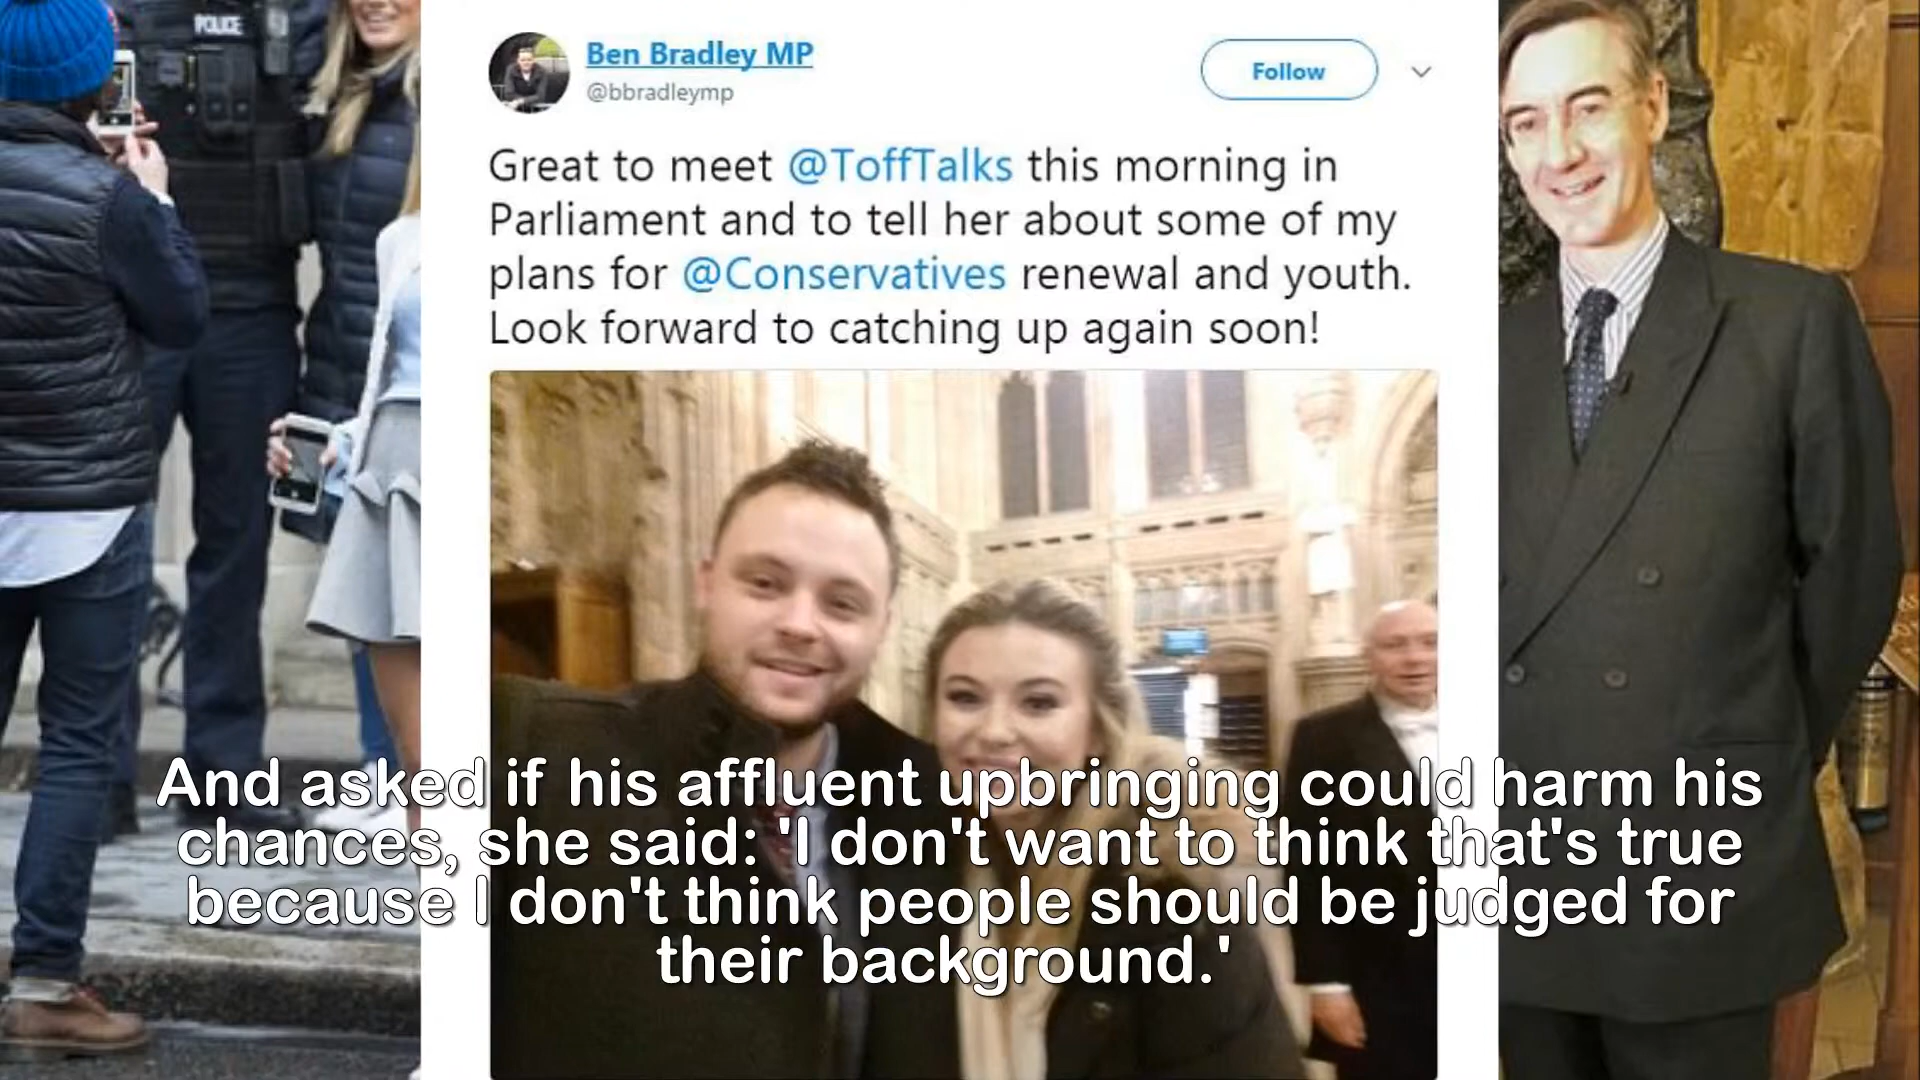 POLICE
Ben Bradley MP
@bbradleymp
Follow
Great to meet @ToffTalks this morning in
Parliament and to tell her about some of my
plans for @Conservatives renewal and youth.
Look forward to catching up again soon!
And asked if his affluent upbringing could harm his
chances, she said: 'I don't want to think that's true
because I don't think people should be judged for
their background.'